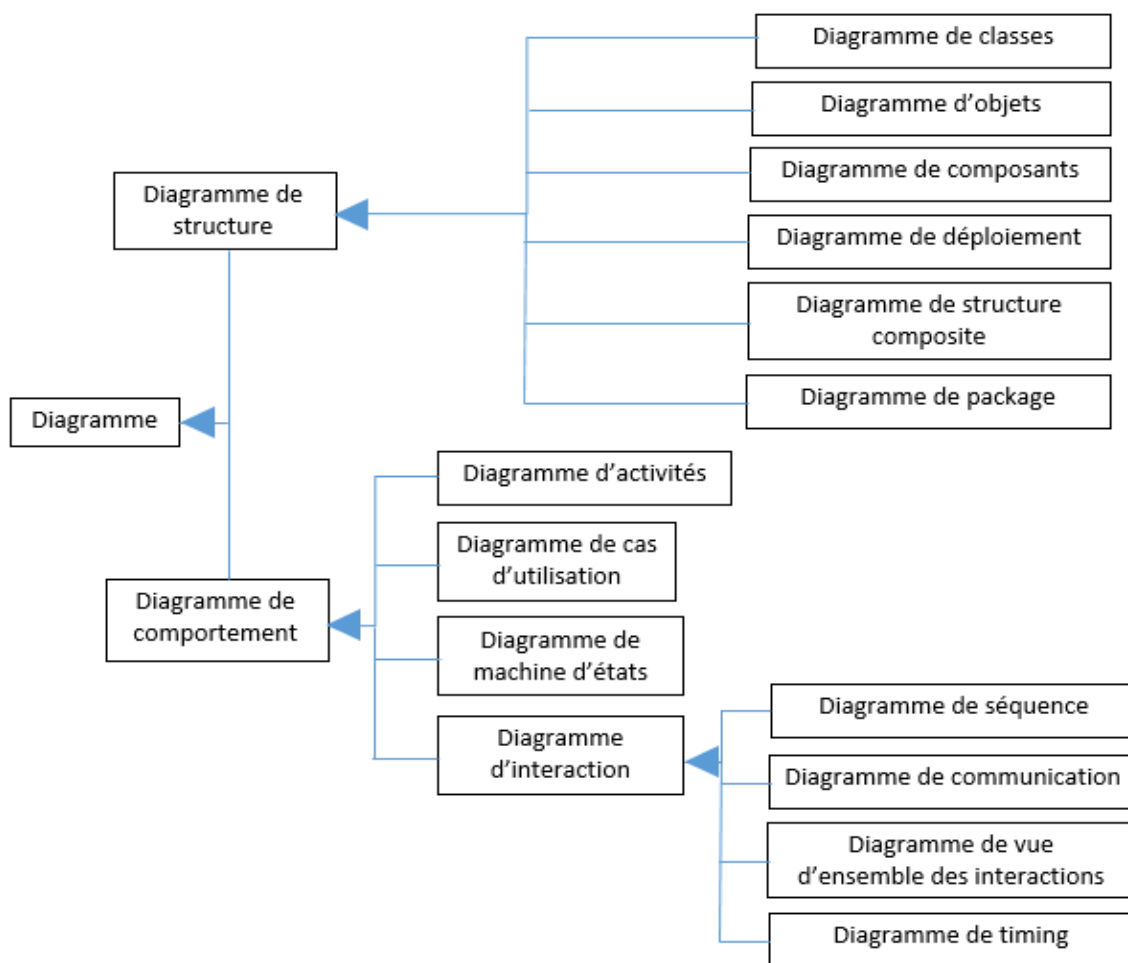 Diagramme de classes
Diagramme d’objets
Diagramme de composants
Diagramme de
structure
Diagramme de déploiement
Diagramme de structure
composite
Diagramme de package
Diagramme
Diagramme d’activités
Diagramme de cas
d’utilisation
Diagramme de
comportement
Diagramme de
machine d’états
Diagramme
d’interaction
Diagramme de séquence
Diagramme de communication
Diagramme de vue
d’ensemble des interactions
Diagramme de timing